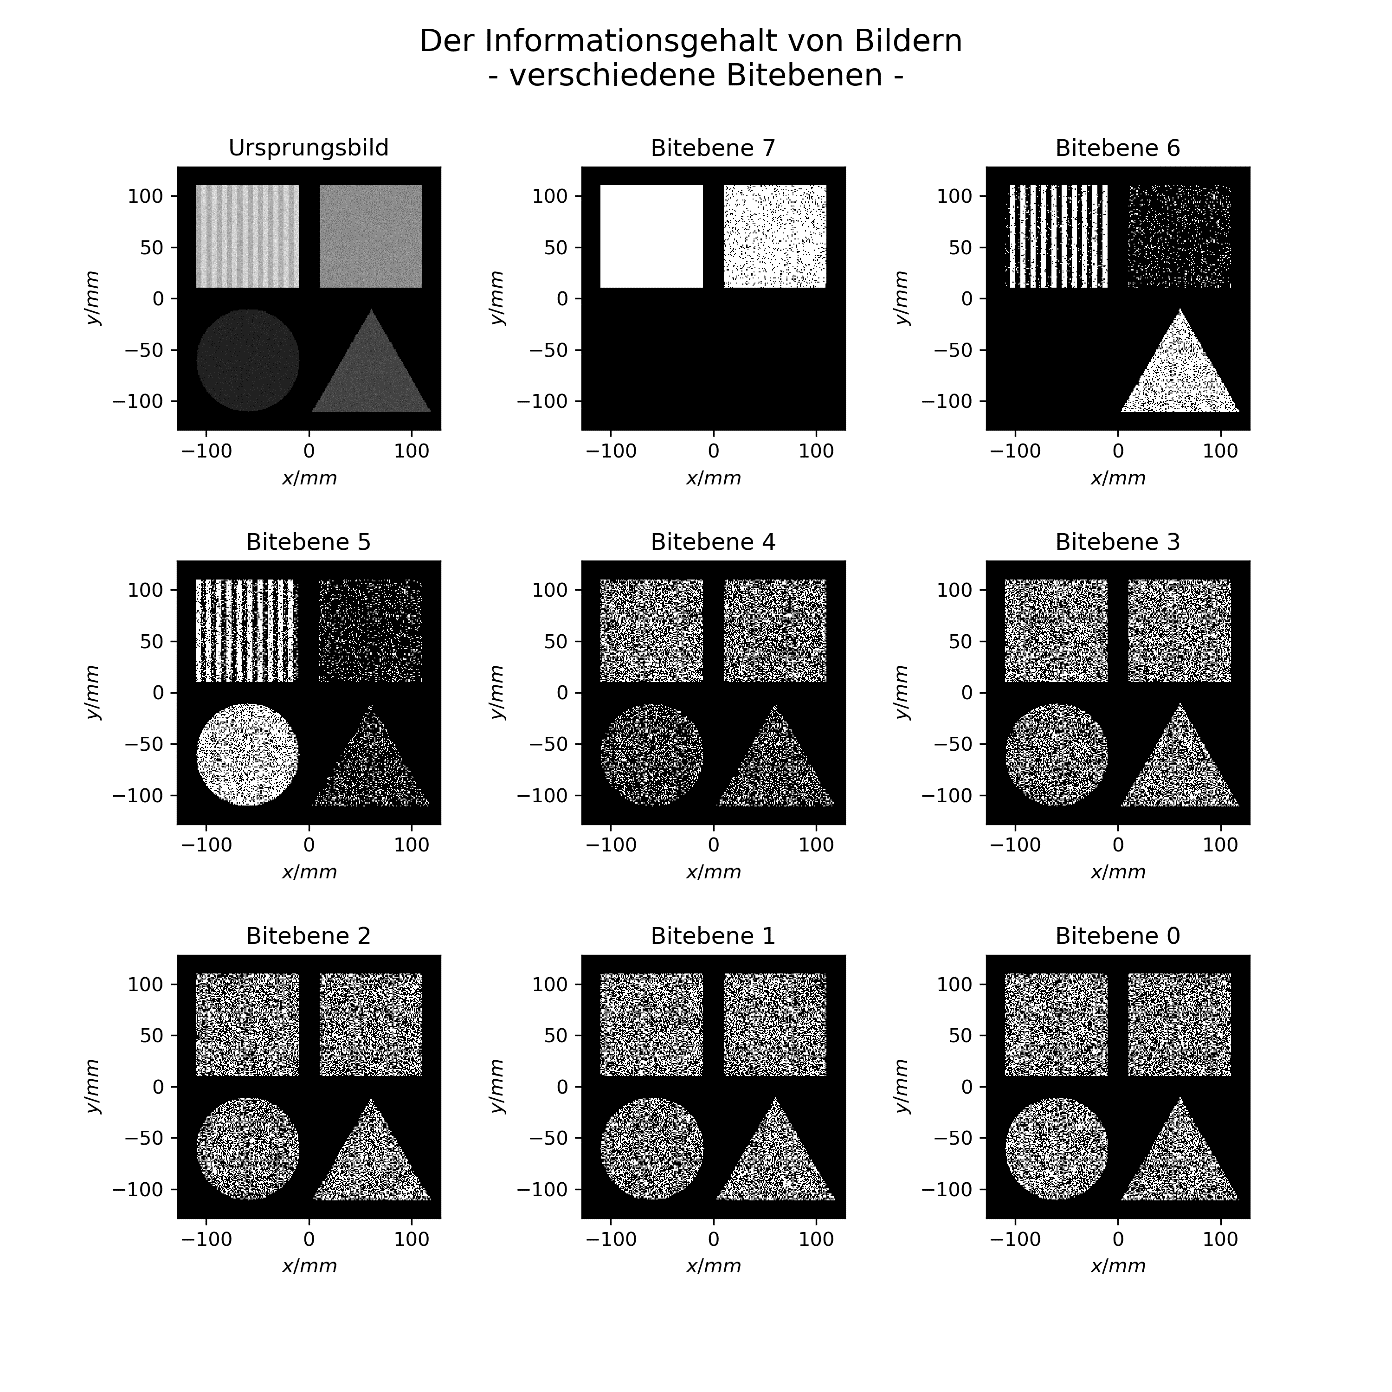 Der Informationsgehalt von Bildern
- verschiedene Bitebenen -
Ursprungsbild
Bitebene 7
Bitebene 6
100
50
0
−50
−100
y/mm
−100 0 100
x/mm
100
50
0
−50
−100
y/mm
−100 0 100
x/mm
100
50
0
−50
−100
y/mm
−100 0 100
x/mm
Bitebene 5
Bitebene 4
Bitebene 3
100
50
0
−50
−100
y/mm
−100 0 100
x/mm
100
50
0
−50
−100
y/mm
−100 0 100
x/mm
100
50
0
−50
−100
y/mm
−100 0 100
x/mm
Bitebene 2
Bitebene 1
Bitebene 0
100
50
0
−50
−100
y/mm
−100 0 100
x/mm
100
50
0
−50
−100
y/mm
−100 0 100
x/mm
100
50
0
−50
−100
y/mm
−100 0 100
x/mm